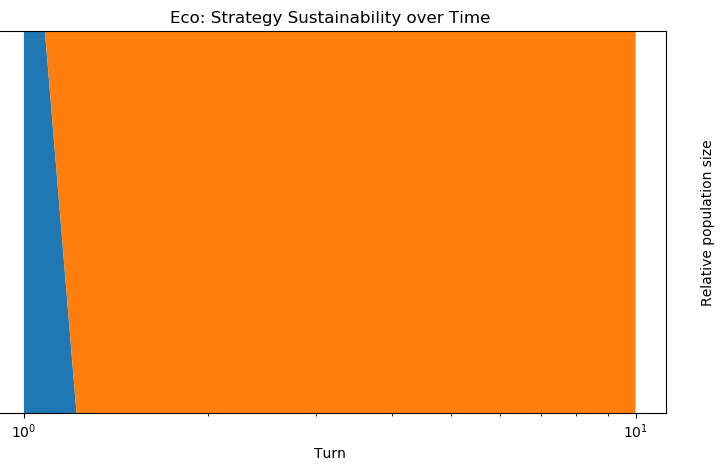 Eco: Strategy Sustainability over Time
Relative population size
10⁰
10¹
Turn